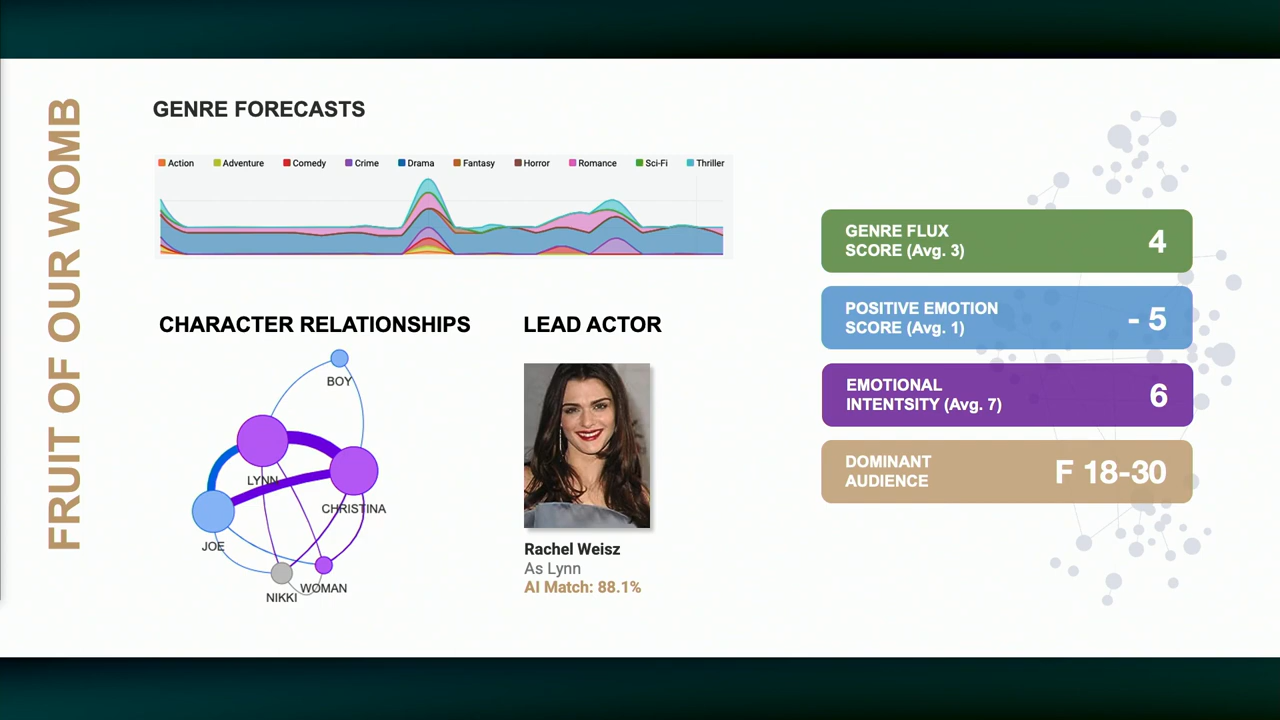 FRUIT OF OUR WOMB
GENRE FORECASTS
Action Adventure Comedy Crime Drama Fantasy Horror Romance Sci-Fi Thriller
CHARACTER RELATIONSHIPS
BOY
LYNN
CHRISTINA
JOE
WOMAN
NIKKI
LEAD ACTOR
Rachel Weisz
As Lynn
AI Match: 88.1%
GENRE FLUX
SCORE (Avg. 3)
4
POSITIVE EMOTION
SCORE (Avg. 1)
- 5
EMOTIONAL
INTENTSITY (Avg. 7)
6
DOMINANT
AUDIENCE
F 18-30